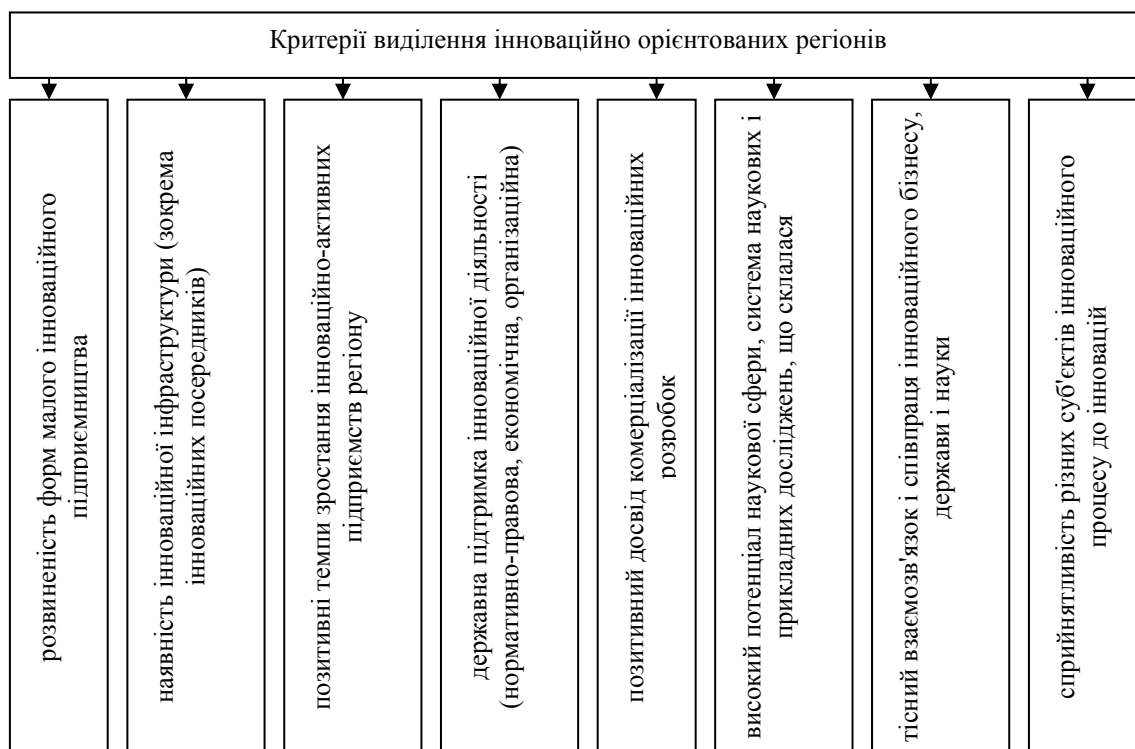 Критерії виділення інноваційно орієнтованих регіонів
розвиненість форм малого інноваційного
підприємництва
наявність інноваційної інфраструктури (зокрема
інноваційних посередників)
позитивні темпи зростання інноваційно-активних
підприємств регіону
державна підтримка інноваційної діяльності
(нормативно-правова, економічна, організаційна)
позитивний досвід комерціалізації інноваційних
розробок
високий потенціал наукової сфери, система наукових і
прикладних досліджень, що склалася
тісний взаємозв'язок і співпраця інноваційного бізнесу,
держави і науки
сприйнятливість різних суб'єктів інноваційного
процесу до інновацій